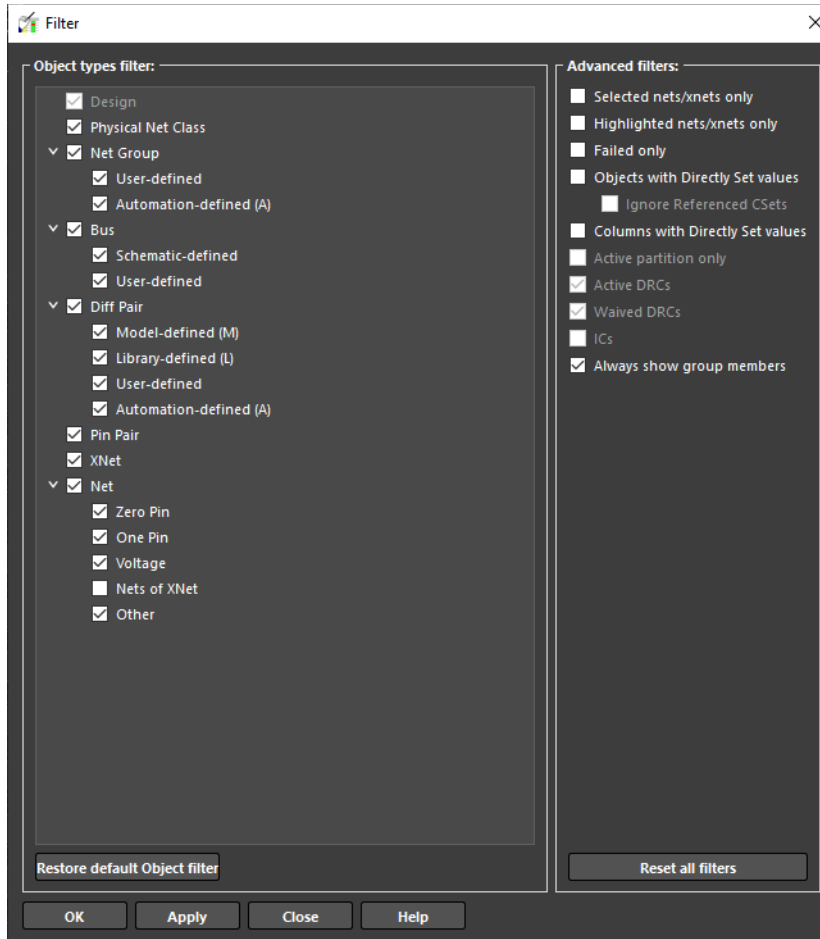 Filter
Object types filter:
Design
Physical Net Class
Net Group
User-defined
Automation-defined (A)
Bus
Schematic-defined
User-defined
Diff Pair
Model-defined (M)
Library-defined (L)
User-defined
Automation-defined (A)
Pin Pair
XNet
Net
Zero Pin
One Pin
Voltage
Nets of XNet
Other
Restore default Object filter
Advanced filters:
Selected nets/xnets only
Highlighted nets/xnets only
Failed only
Objects with Directly Set values
Ignore Referenced CSets
Columns with Directly Set values
Active partition only
Active DRCs
Waived DRCs
ICs
Always show group members
Reset all filters
OK
Apply
Close
Help